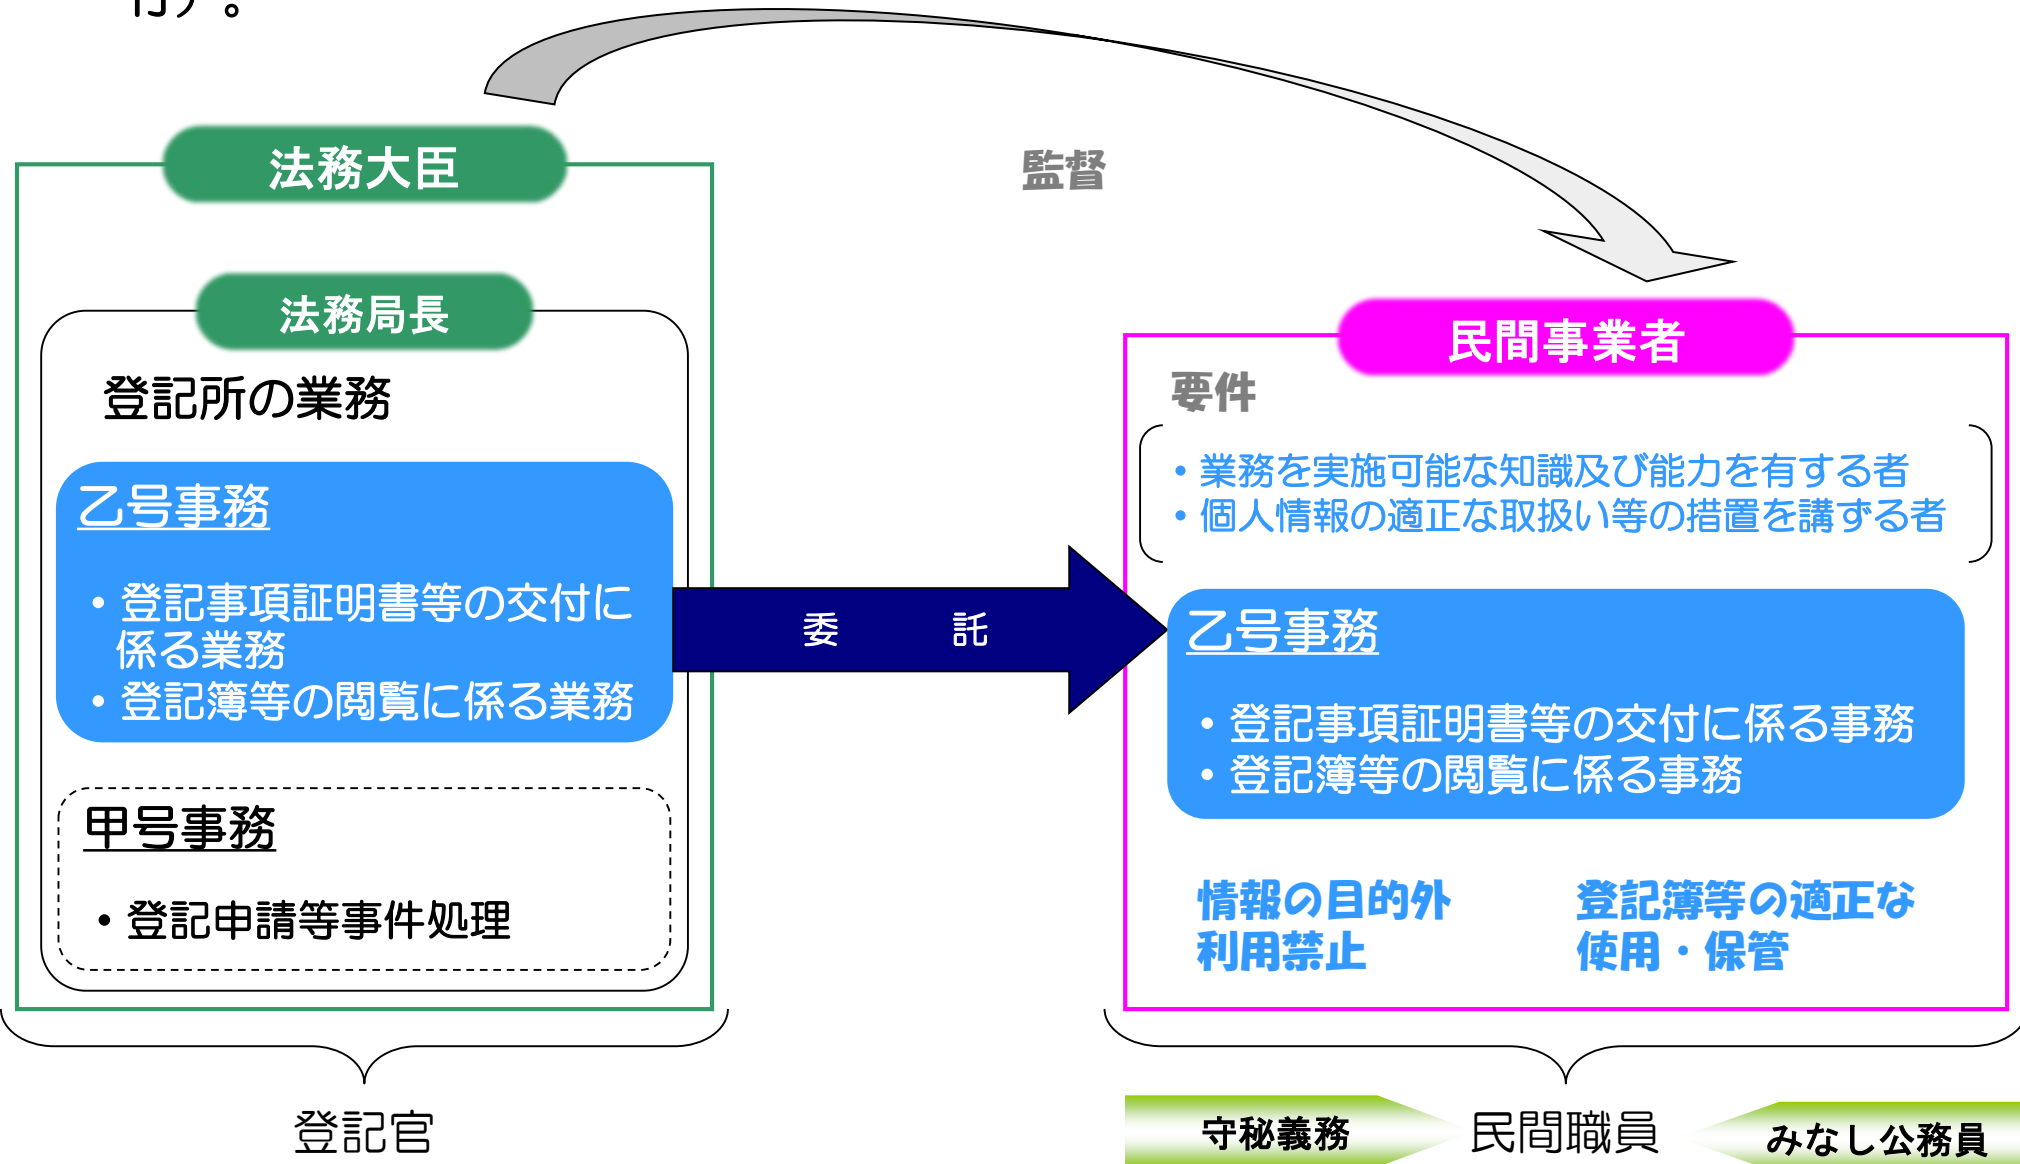 行う。
監督
法務大臣
法務局長
登記所の業務
乙号事務
・登記事項証明書等の交付に
係る業務
・登記簿等の閲覧に係る業務
甲号事務
・登記申請等事件処理
登記官
委　託
民間事業者
要件
・業務を実施可能な知識及び能力を有する者
・個人情報の適正な取扱い等の措置を講ずる者
乙号事務
・登記事項証明書等の交付に係る事務
・登記簿等の閲覧に係る事務
情報の目的外
利用禁止
登記簿等の適正な
使用・保管
守秘義務
民間職員
みなし公務員